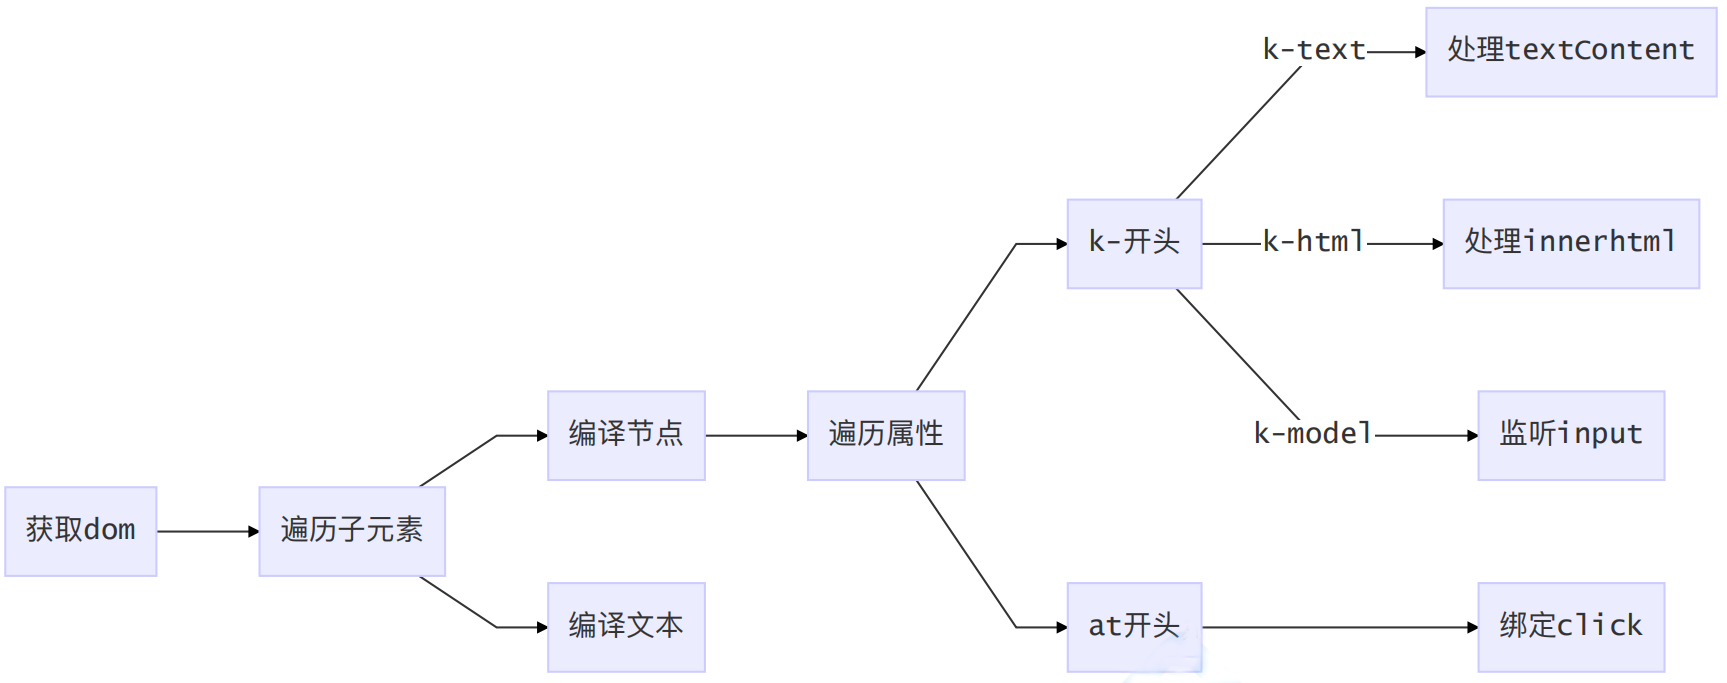 k-text
处理textContent
k-开头
k-html
处理innerhtml
编译节点
遍历属性
k-model
监听input
获取dom
遍历子元素
编译文本
at开头
绑定click